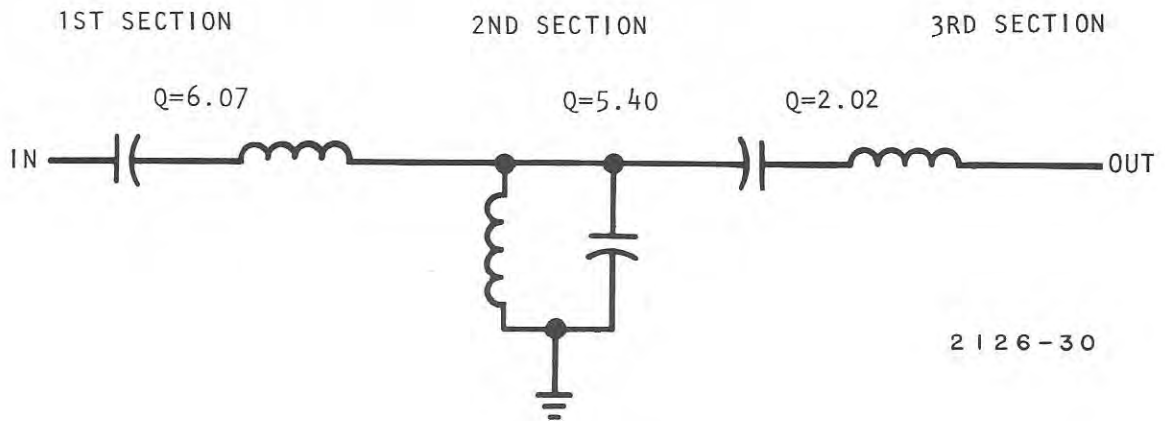 1ST SECTION 2ND SECTION 3RD SECTION
Q=6.07 Q=5.40 Q=2.02
IN OUT
2126-30